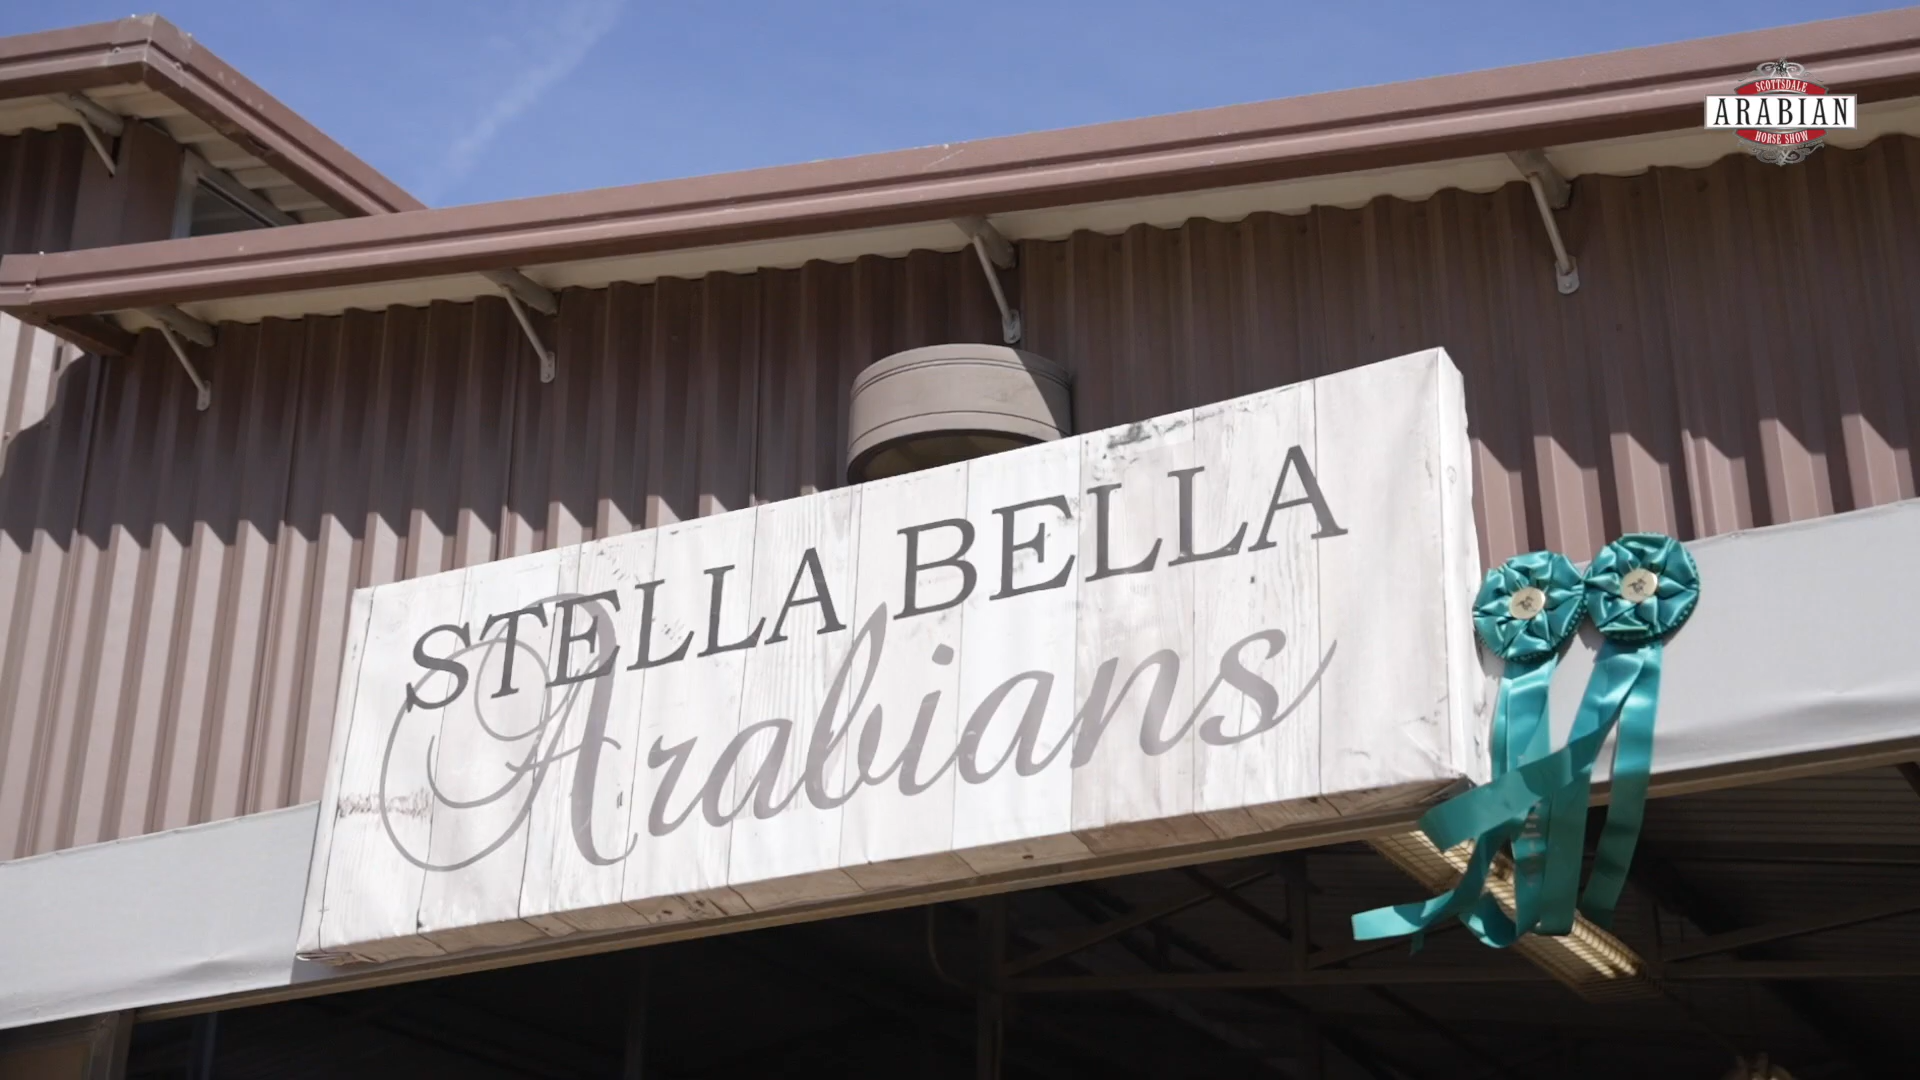 SCOTTSDALE
ARABIAN
HORSE SHOW
STELLA BELLA
Arabians